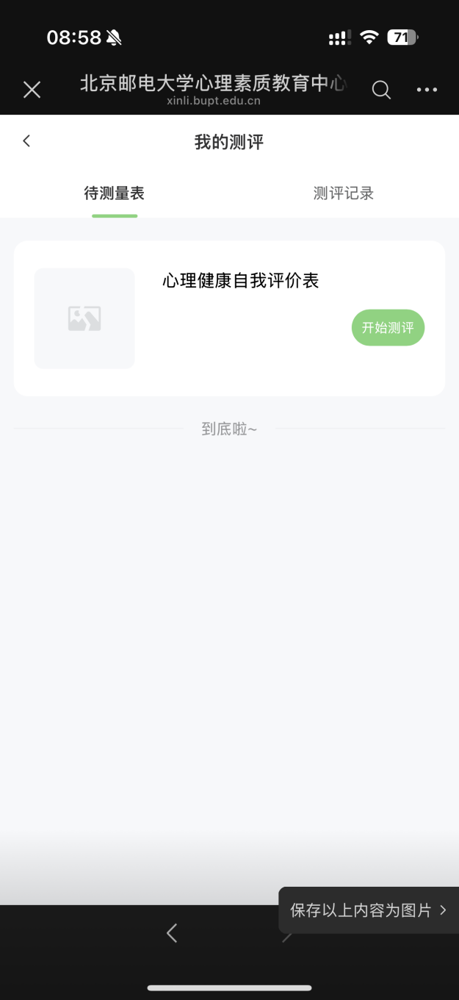 08:58
71
北京邮电大学心理素质教育中心
xinli.bupt.edu.cn
我的测评
待测量表
测评记录
心理健康自我评价表
开始测评
到底啦~
保存以上内容为图片